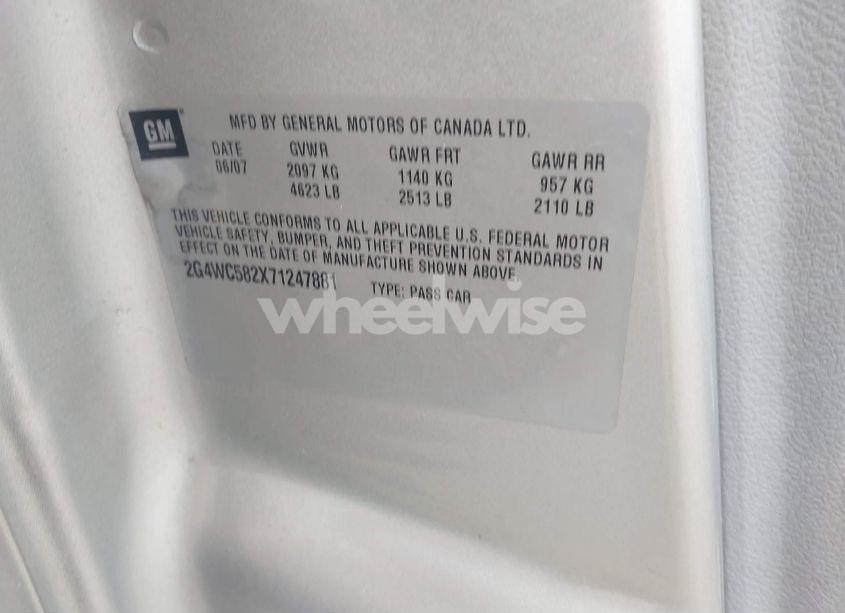 GM
MFD BY GENERAL MOTORS OF CANADA LTD.
DATE GVWR GAWR FRT GAWR RR
06/07 2097 KG 1140 KG 957 KG
4623 LB 2513 LB 2110 LB
THIS VEHICLE CONFORMS TO ALL APPLICABLE U.S. FEDERAL MOTOR
VEHICLE SAFETY, BUMPER, AND THEFT PREVENTION STANDARDS IN
EFFECT ON THE DATE OF MANUFACTURE SHOWN ABOVE.
2G4WC582X71247881 TYPE: PASS CAR
wheelwise